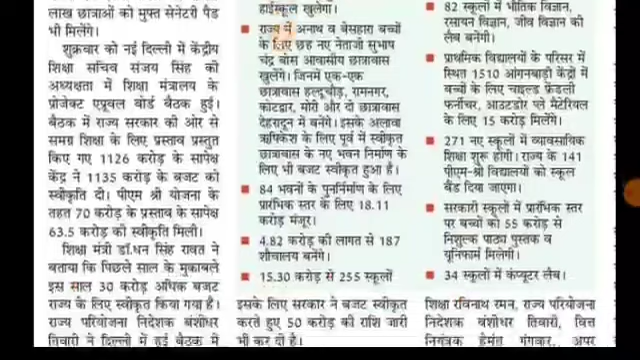 लाख छात्राओं को मुफ्त सेनेटरी पैड
भी मिलेंगे।
शुक्रवार को नई दिल्ली में केंद्रीय
शिक्षा सचिव संजय सिंह की
अध्यक्षता में शिक्षा मंत्रालय के
प्रोजेक्ट एप्रूवल बोर्ड बैठक हुई।
बैठक में राज्य सरकार की ओर से
समग्र शिक्षा के लिए प्रस्ताव प्रस्तुत
किए गए 1126 करोड़ के सापेक्ष
केंद्र ने 1135 करोड़ के बजट को
स्वीकृति दी। पीएम श्री योजना के
तहत 70 करोड़ के प्रस्ताव के सापेक्ष
63.5 करोड़ की स्वीकृति मिली।
शिक्षा मंत्री डॉ.धन सिंह रावत ने
बताया कि पिछले साल के मुकाबले
इस साल 30 करोड़ अधिक बजट
राज्य के लिए स्वीकृत किया गया है।
राज्य परियोजना निदेशक बंशीधर
तिवारी ने दिल्ली में हुई बैठक में
हाईस्कूल खुलेगा।
राज्य में अनाथ व बेसहारा बच्चों
के लिए छह नए नेताजी सुभाष
चंद्र बोस आवासीय छात्रावास
खुलेंगे। जिनमें एक-एक
छात्रावास हल्दूचौड़, रामनगर,
कोटद्वार, मोरी और दो छात्रावास
देहरादून में बनेंगे। इसके अलावा
ऋषिकेश के लिए पूर्व में स्वीकृत
छात्रावास के नए भवन निर्माण के
लिए भी बजट स्वीकृत हुआ है।
84 भवनों के पुनर्निर्माण के लिए
प्रारंभिक स्तर के लिए 18.11
करोड़ मंजूर।
4.82 करोड़ की लागत से 187
शौचालय बनेंगे।
15.30 करोड़ से 255 स्कूलों
इसके लिए सरकार ने बजट स्वीकृत
करते हुए 50 करोड़ की राशि जारी
भी कर दी है।
82 स्कूलों में भौतिक विज्ञान,
रसायन विज्ञान, जीव विज्ञान की
लैब बनेगी।
प्राथमिक विद्यालयों के परिसर में
स्थित 1510 आंगनबाड़ी केंद्रों में
बच्चों के लिए चाइल्ड फ्रेंडली
फर्नीचर, आउटडोर प्ले मैटेरियल
के लिए 15 करोड़ मिलेंगे।
271 नए स्कूलों में व्यावसायिक
शिक्षा शुरू होगी। राज्य के 141
पीएम-श्री विद्यालयों को स्कूल
बैंड दिया जाएगा।
सरकारी स्कूलों में प्रारंभिक स्तर
पर बच्चों को 55 करोड़ से
निशुल्क पाठ्य पुस्तक व
यूनिफार्म मिलेगी।
34 स्कूलों में कंप्यूटर लैब।
शिक्षा रविनाथ रमन, राज्य परियोजना
निदेशक बंशीधर तिवारी, वित्त
नियंत्रक हेमंत गंगवार, अपर